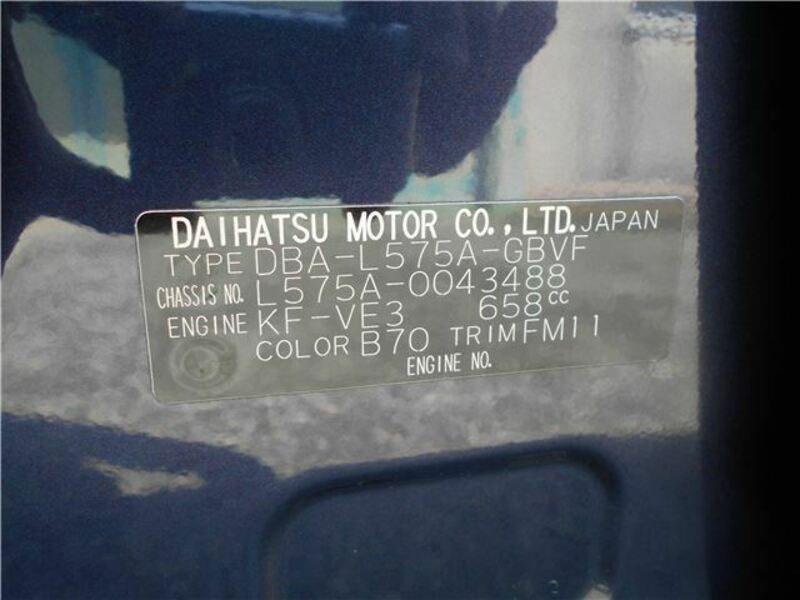 DAIHATSU MOTOR CO., LTD. JAPAN
TYPE DBA-L575A-GBVF
CHASSIS NO. L575A-0043488
ENGINE KF-VE3 658cc
COLOR B70 TRIM FM11
ENGINE NO.